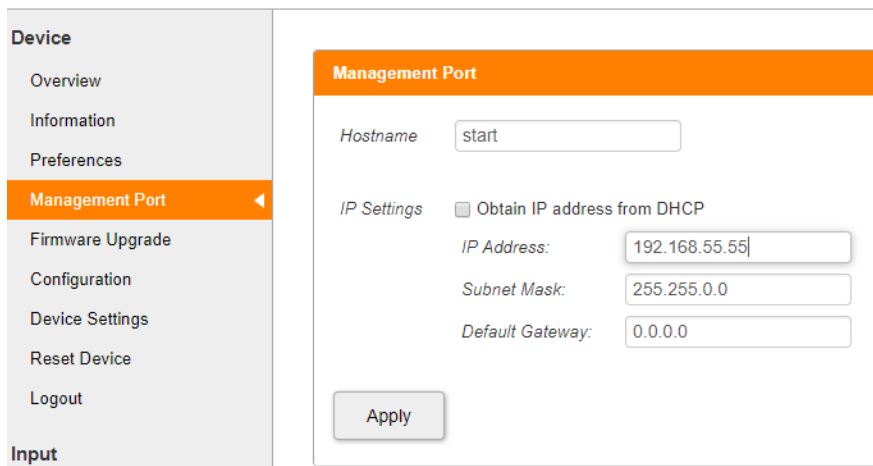 Device
Overview
Information
Preferences
Management Port
Firmware Upgrade
Configuration
Device Settings
Reset Device
Logout
Input
Management Port
Hostname start
IP Settings Obtain IP address from DHCP
IP Address: 192.168.55.55
Subnet Mask: 255.255.0.0
Default Gateway: 0.0.0.0
Apply